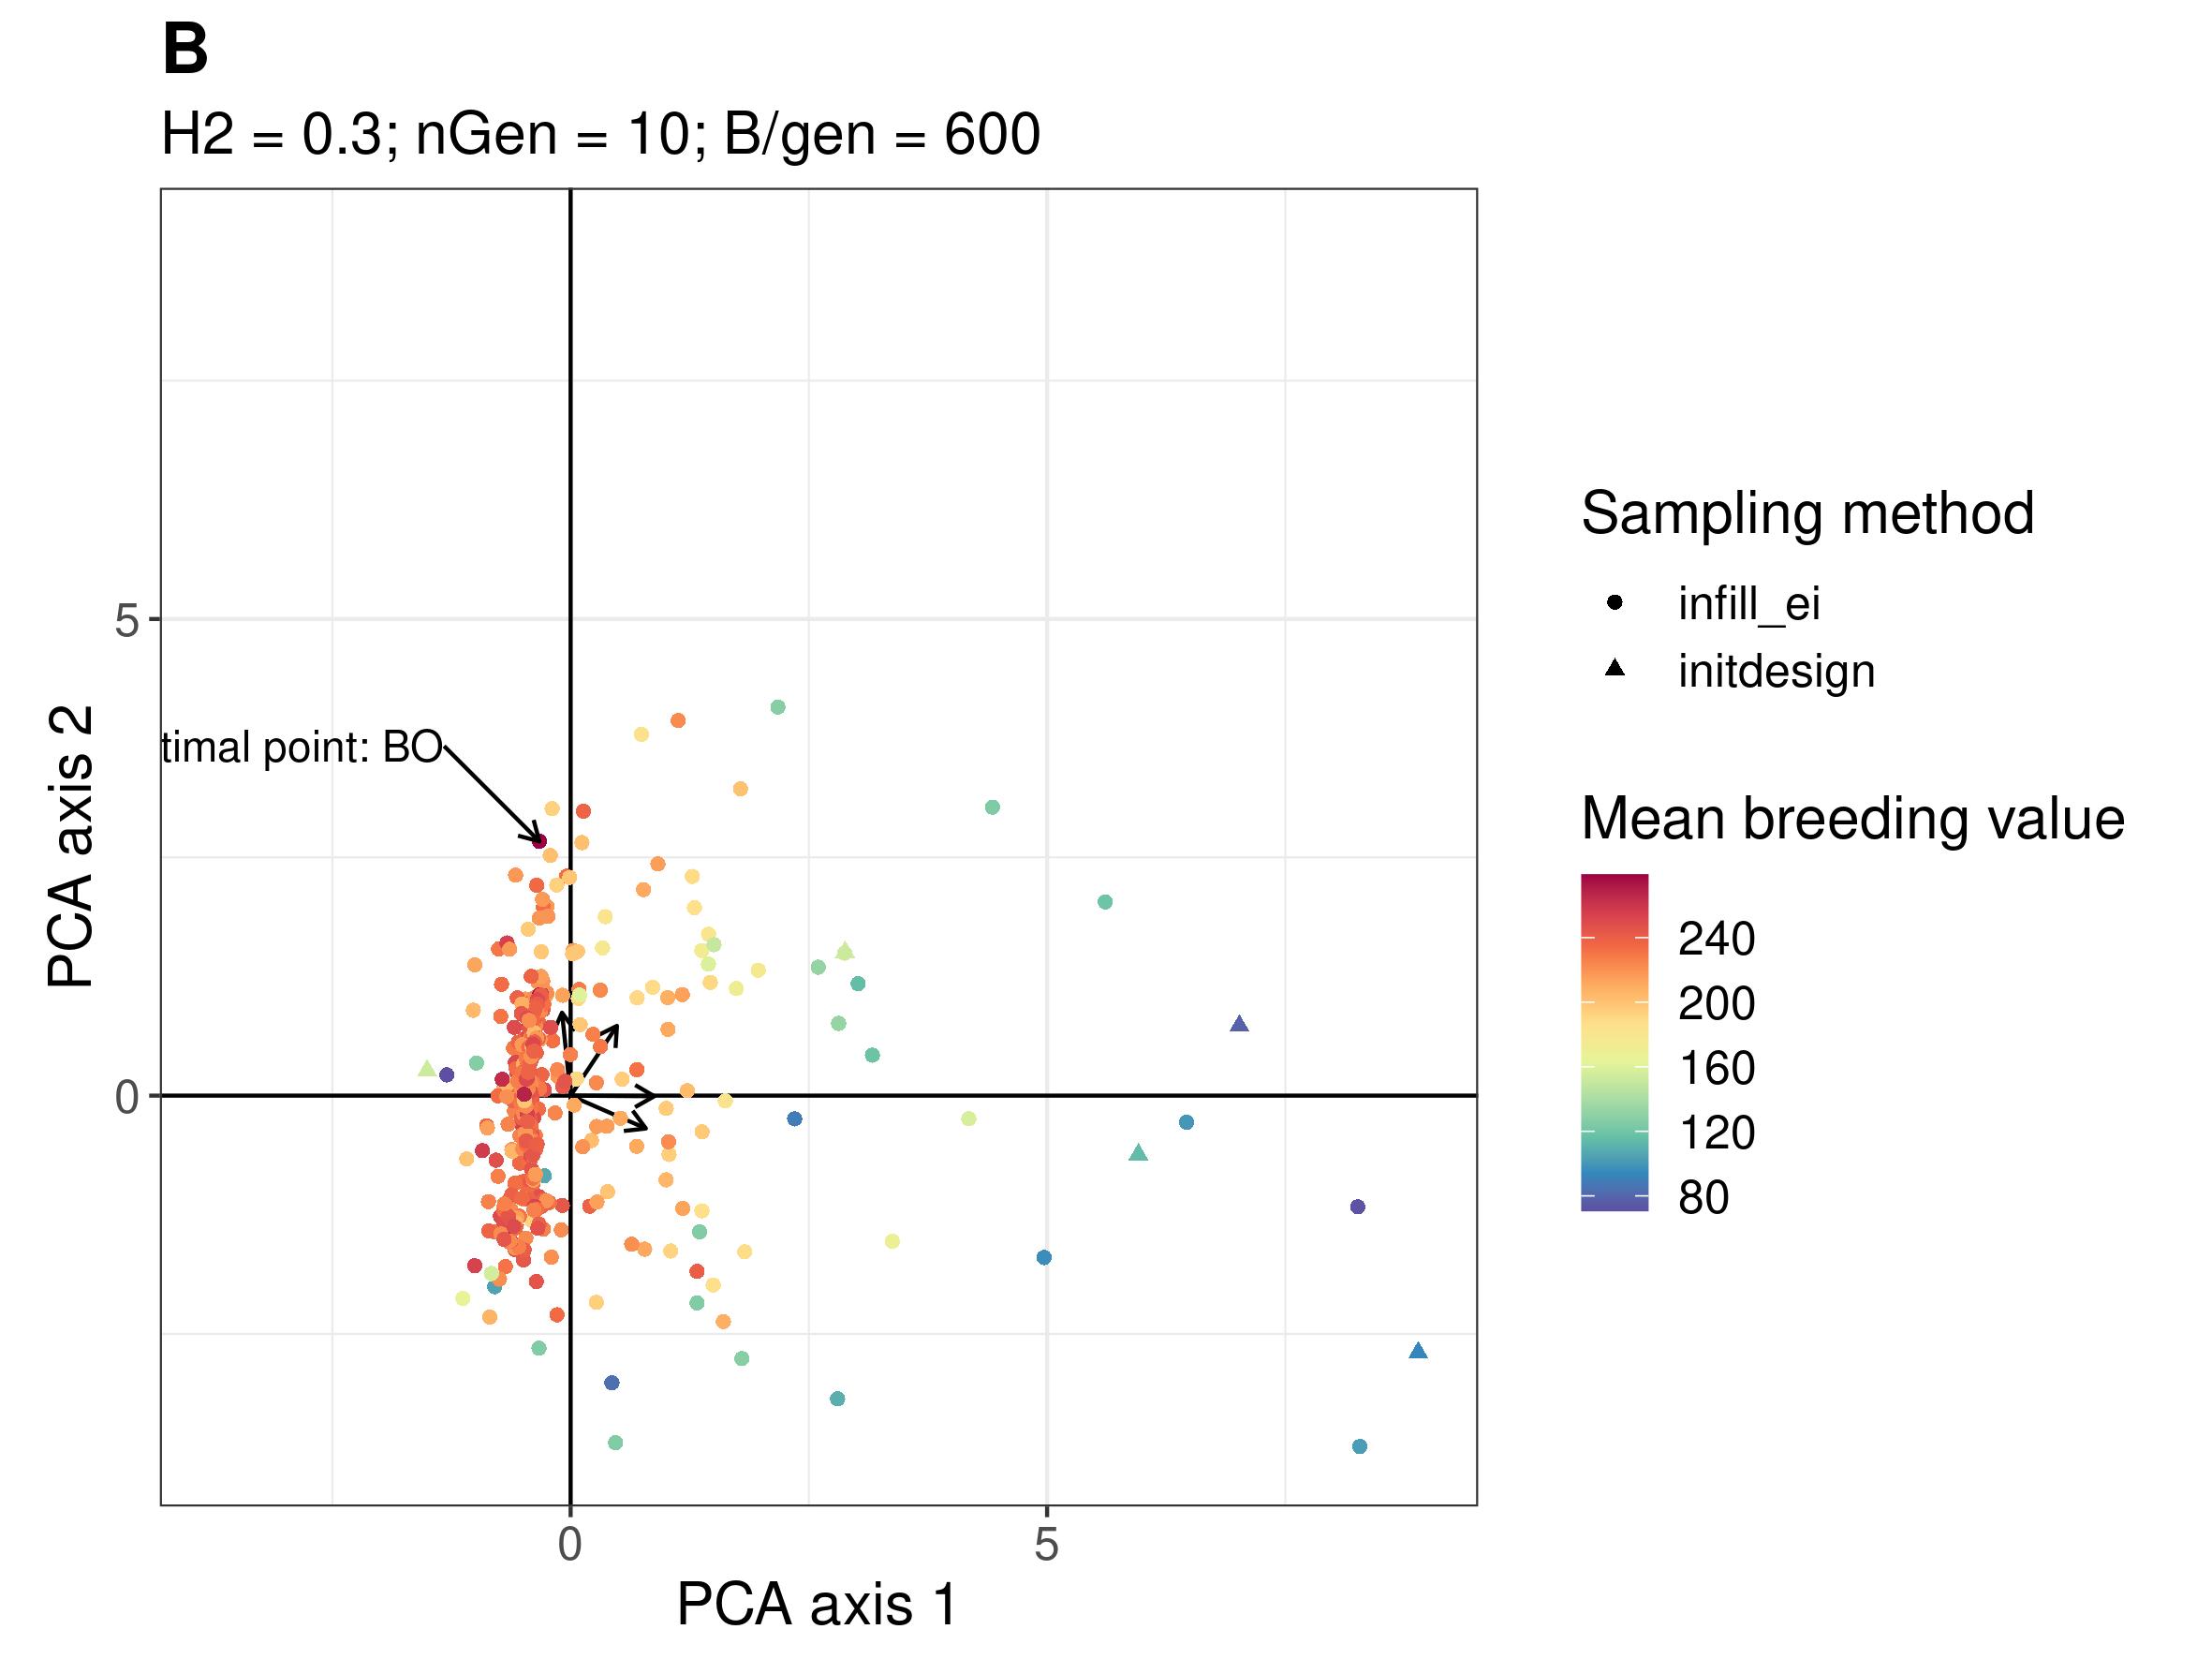 B
H2 = 0.3; nGen = 10; B/gen = 600
PCA axis 2
5
0
timal point: BO
0
5
PCA axis 1
Sampling method
infill_ei
initdesign
Mean breeding value
240
200
160
120
80